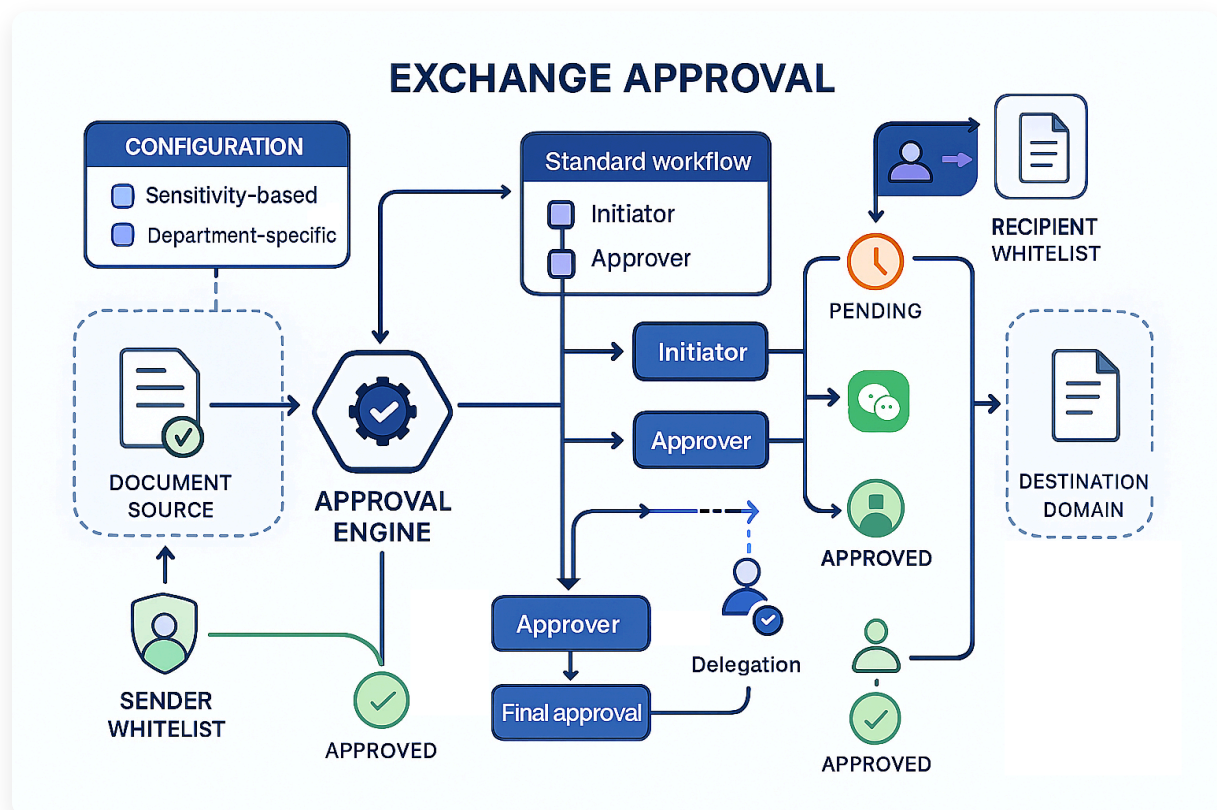 EXCHANGE APPROVAL
CONFIGURATION
Sensitivity-based
Department-specific
Standard workflow
Initiator
Approver
RECIPIENT
WHITELIST
PENDING
Initiator
Approver
DOCUMENT
SOURCE
APPROVAL
ENGINE
DESTINATION
DOMAIN
APPROVED
Approver
Delegation
Final approval
SENDER
WHITELIST
APPROVED
APPROVED